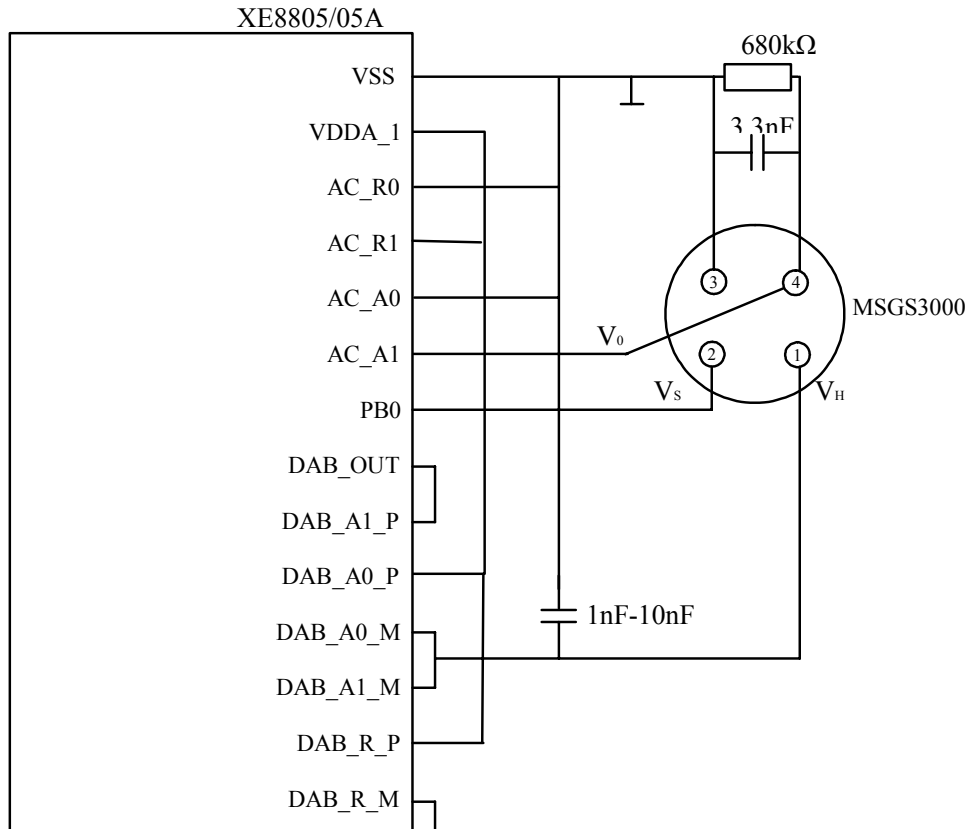 XE8805/05A
680kΩ
VSS
VDDA_1
3.3nF
AC_R0
AC_R1
AC_A0
3
4
MSGS3000
V₀
AC_A1
2
1
Vₛ
V_H
PB0
DAB_OUT
DAB_A1_P
DAB_A0_P
1nF-10nF
DAB_A0_M
DAB_A1_M
DAB_R_P
DAB_R_M